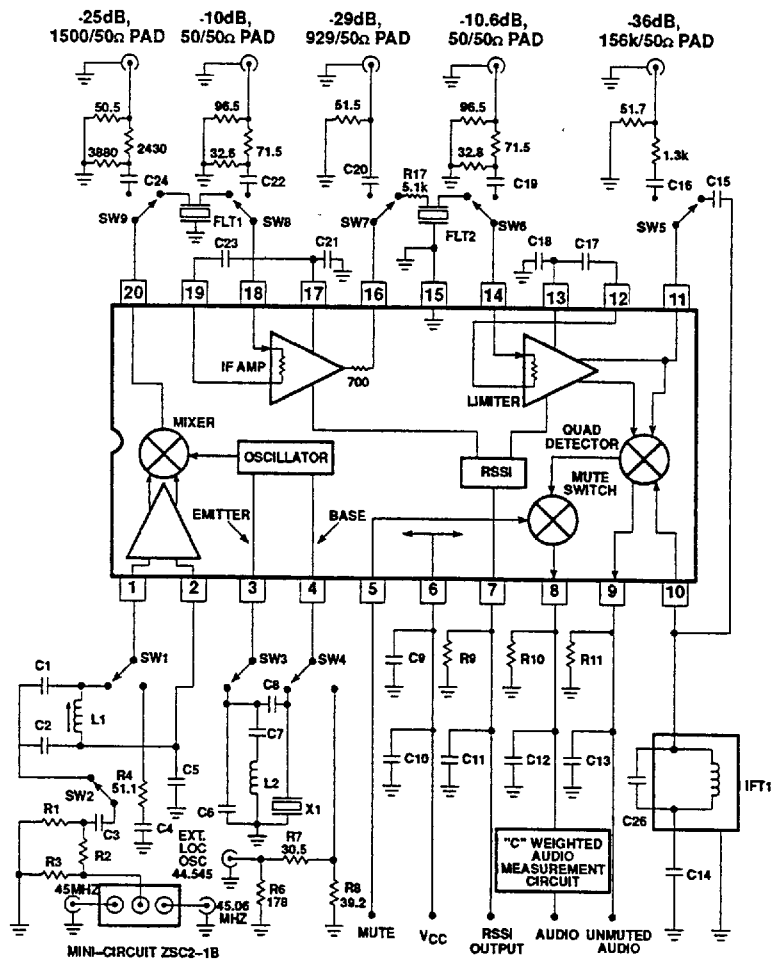 -25dB, -10dB, -29dB, -10.6dB, -36dB,
1500/50Ω PAD 50/50Ω PAD 929/50Ω PAD 50/50Ω PAD 156k/50Ω PAD
50.5 96.5 51.5 96.5 51.7
2430 71.5 71.5 1.3k
3880 32.5 32.8
C24 C22 C20 R17 5.1k C19 C16 C15
SW9 FLT1 SW8 SW7 FLT2 SW6 SW5
C23 C21 C18 C17
20 19 18 17 16 15 14 13 12 11
IF AMP 700 LIMITER
MIXER OSCILLATOR RSSI
QUAD
DETECTOR
MUTE
SWITCH
EMITTER BASE
1 2 3 4 5 6 7 8 9 10
SW1 SW3 SW4
C1 L1 C2 C8 C7 L2 C5 C6 X1
C9 R9 R10 R11
C10 C11 C12 C13 C26 IFT1
SW2 R4 51.1 C3 C4
R1 R2 R3
EXT.
LOC
OSC
44.545
R7
30.5
R6
178
R8
39.2
45MHZ 45.06
MHZ
"C" WEIGHTED
AUDIO
MEASUREMENT
CIRCUIT
C14
MUTE VCC RSSI
OUTPUT AUDIO UNMUTED
AUDIO
MINI-CIRCUIT ZSC2-1B